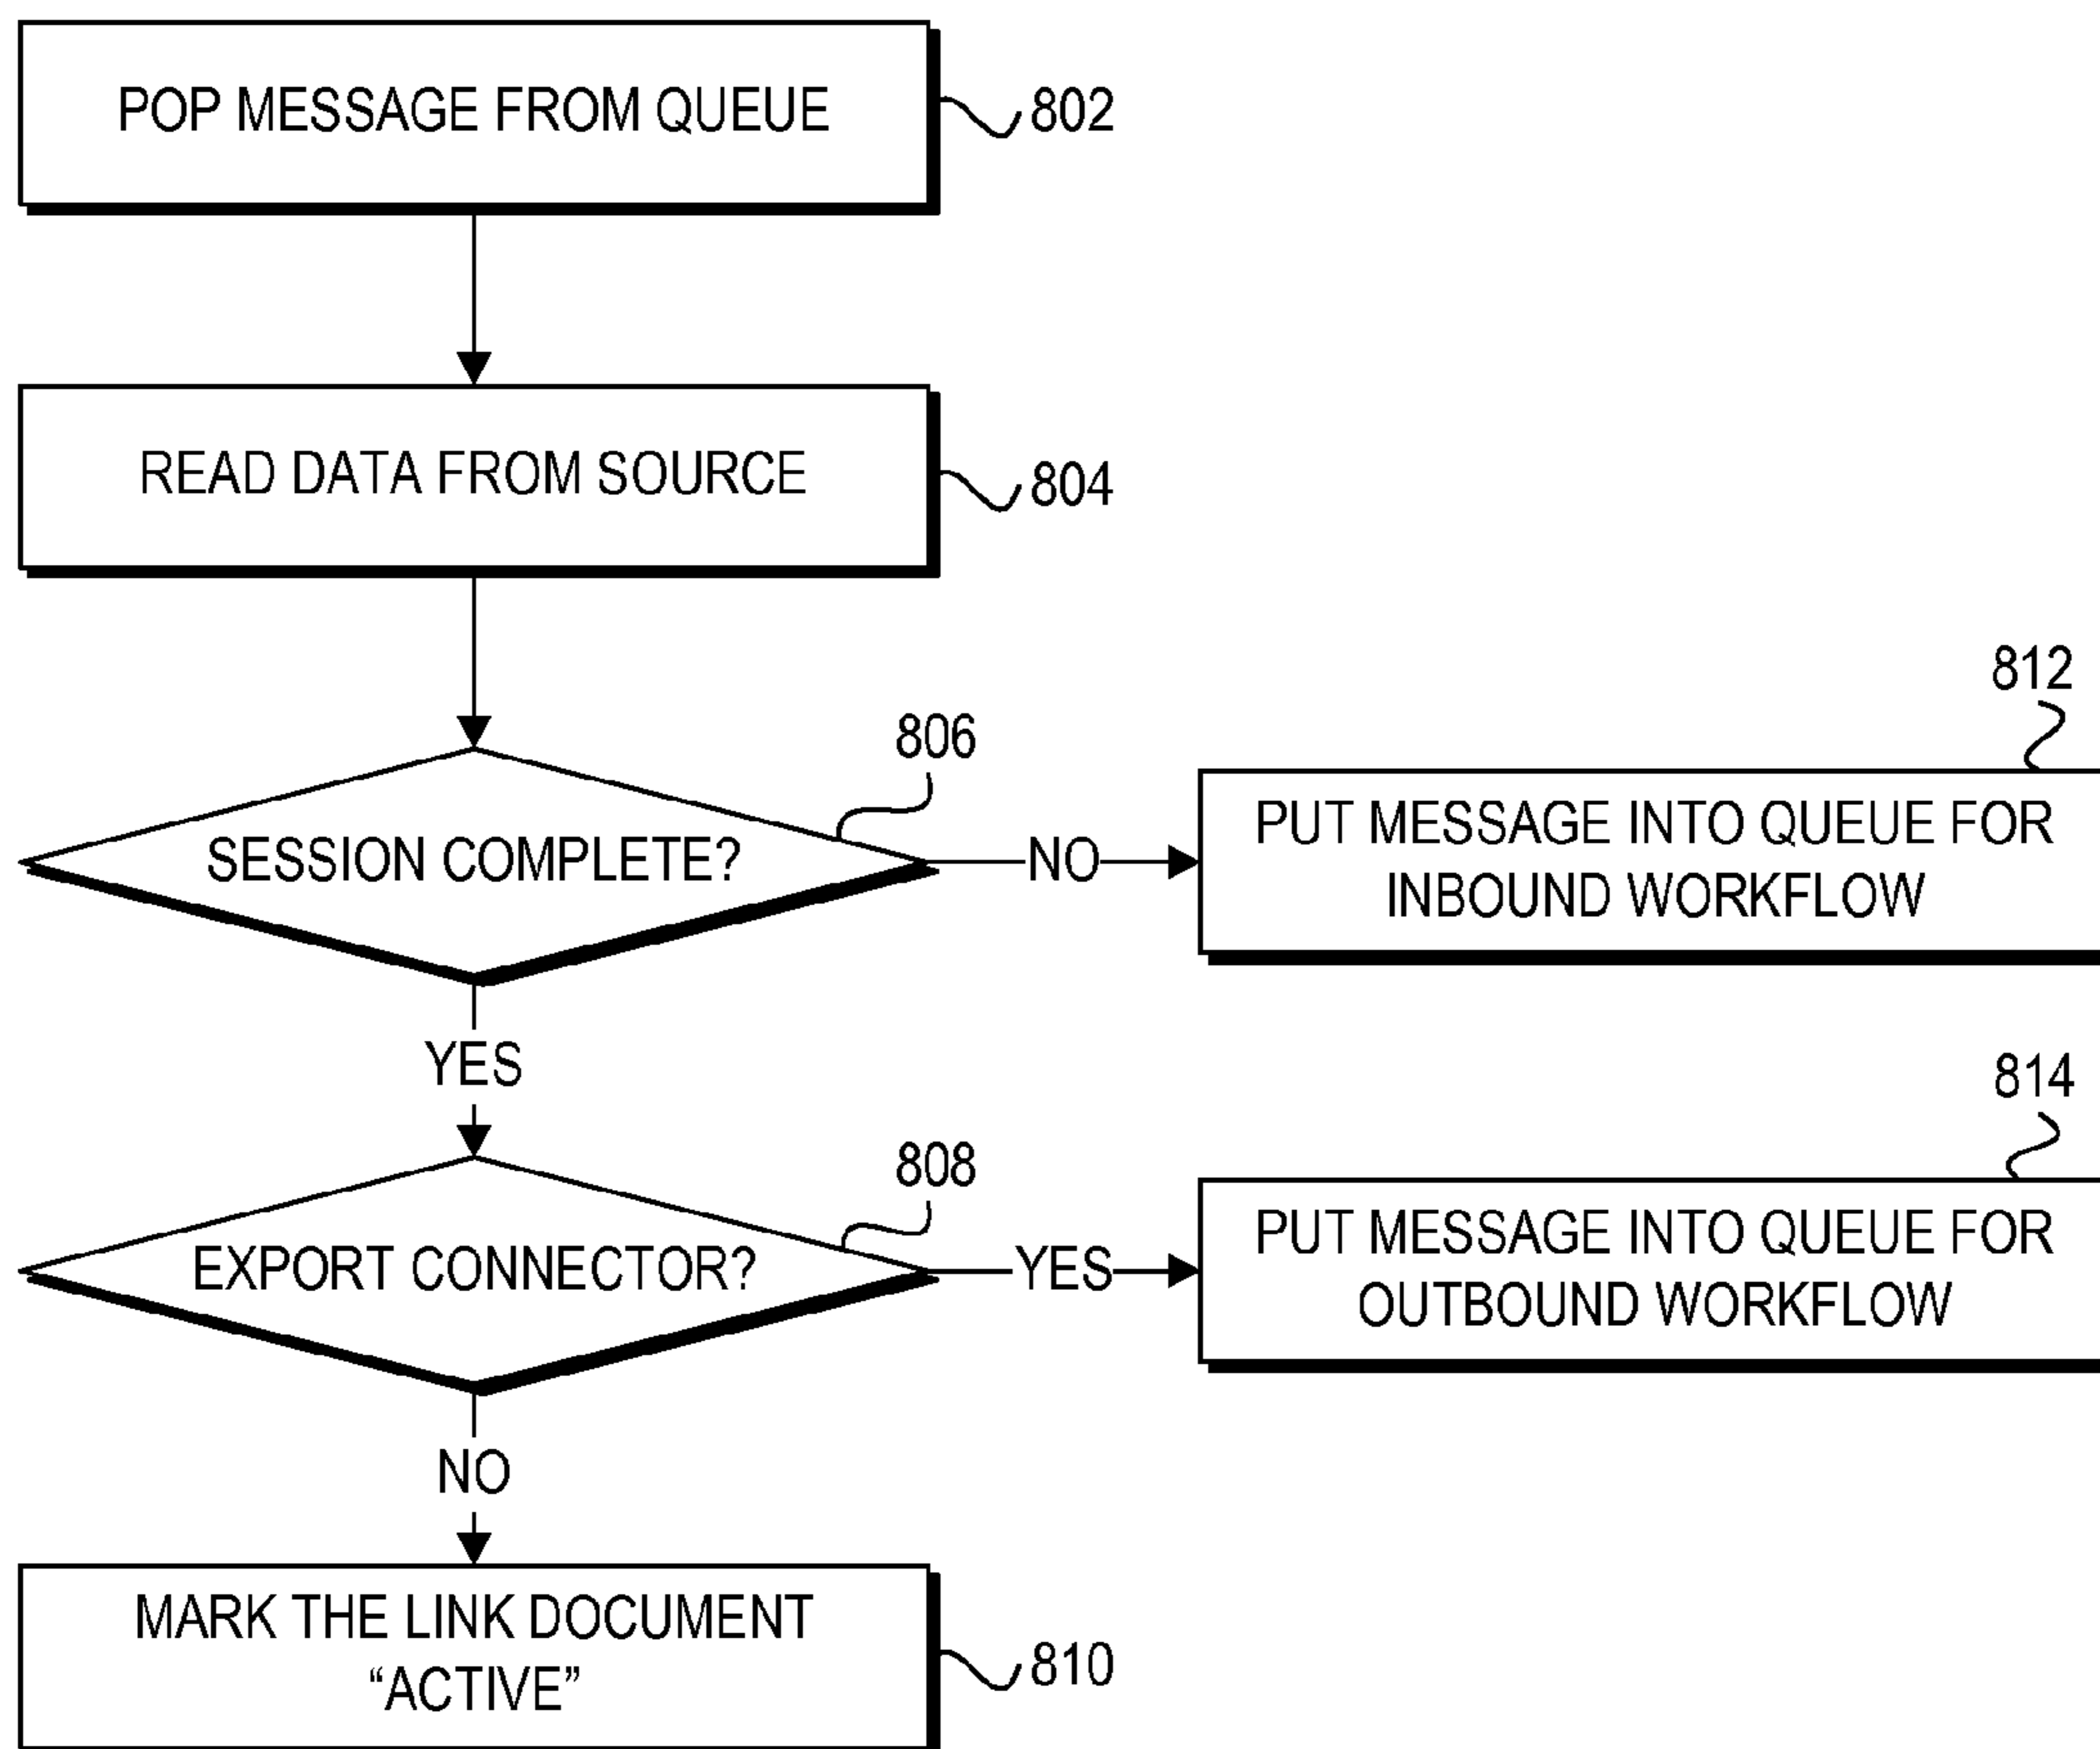 POP MESSAGE FROM QUEUE
802
READ DATA FROM SOURCE
804
812
806
SESSION COMPLETE?
NO
PUT MESSAGE INTO QUEUE FOR
INBOUND WORKFLOW
YES
814
808
EXPORT CONNECTOR?
YES
PUT MESSAGE INTO QUEUE FOR
OUTBOUND WORKFLOW
NO
MARK THE LINK DOCUMENT
“ACTIVE”
810